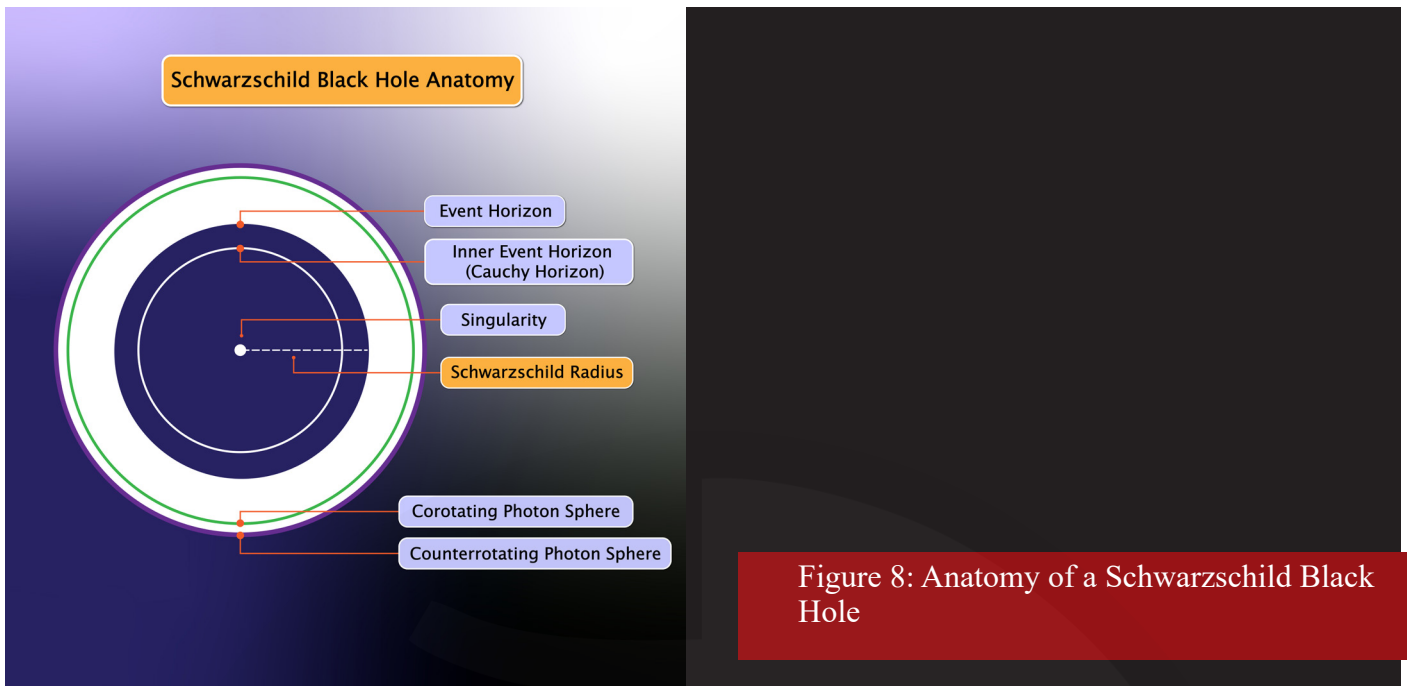 Schwarzschild Black Hole Anatomy
Event Horizon
Inner Event Horizon
(Cauchy Horizon)
Singularity
Schwarzschild Radius
Corotating Photon Sphere
Counterrotating Photon Sphere
Figure 8: Anatomy of a Schwarzschild Black
Hole